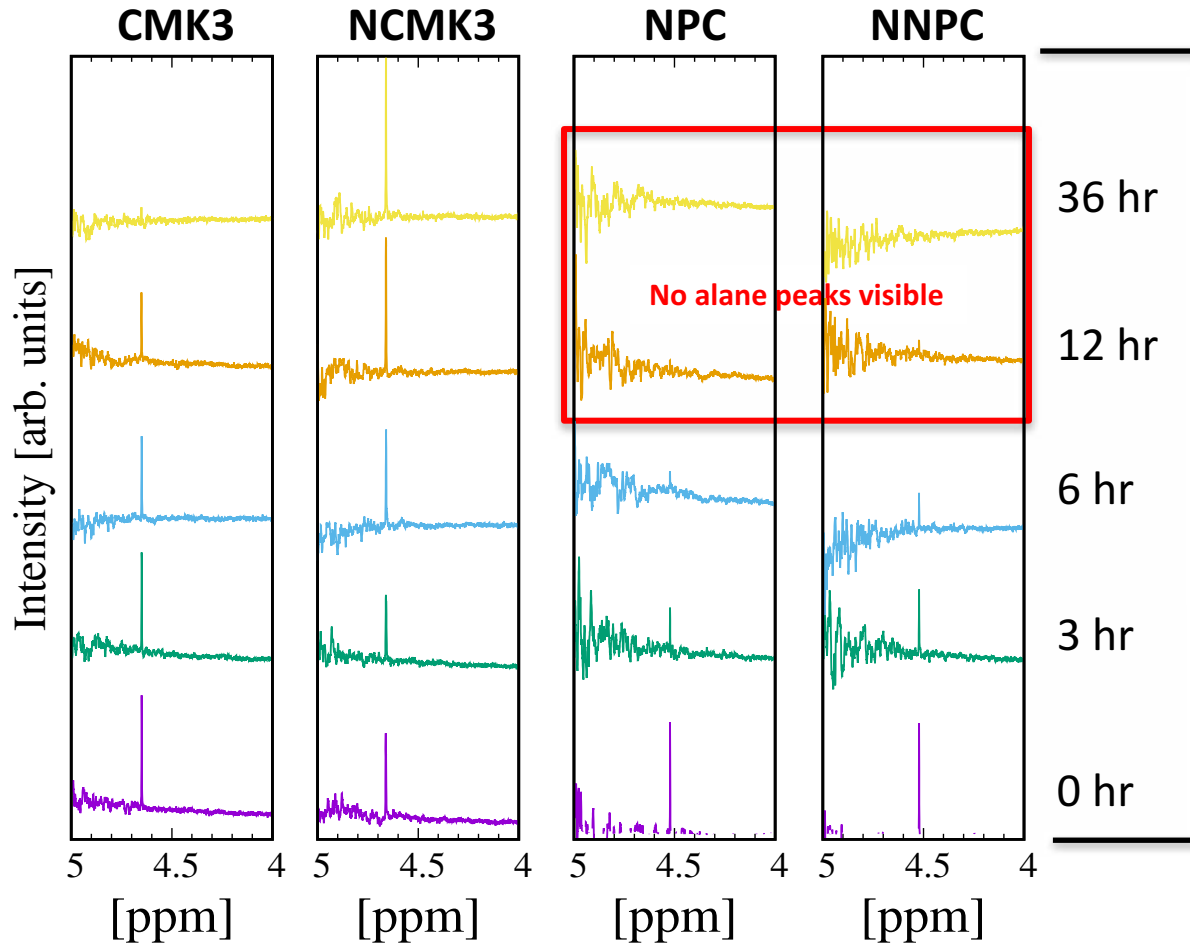 CMK3 NCMK3 NPC NNPC
36 hr
No alane peaks visible
12 hr
6 hr
3 hr
0 hr
Intensity [arb. units]
5 4.5 4 5 4.5 4 5 4.5 4 5 4.5 4
[ppm] [ppm] [ppm] [ppm]